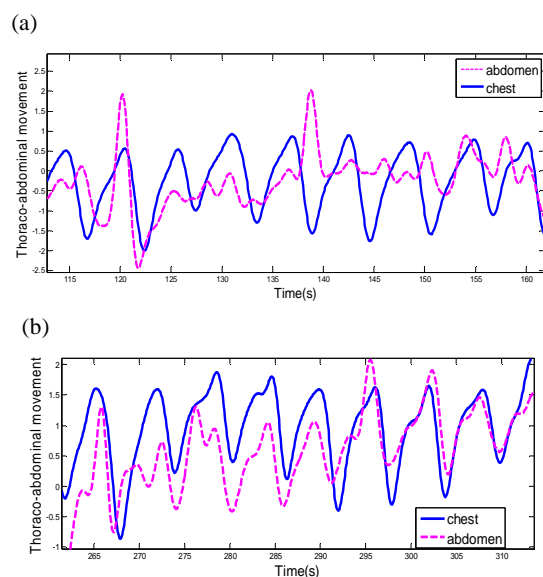 (a)
Thoraco-abdominal movement
2.5
2
1.5
1
0.5
0
-0.5
-1
-1.5
-2
-2.5
abdomen
chest
115 120 125 130 135 140 145 150 155 160
Time(s)
(b)
Thoraco-abdominal movement
2
1.5
1
0.5
0
-0.5
-1
chest
abdomen
265 270 275 280 285 290 295 300 305 310
Time(s)